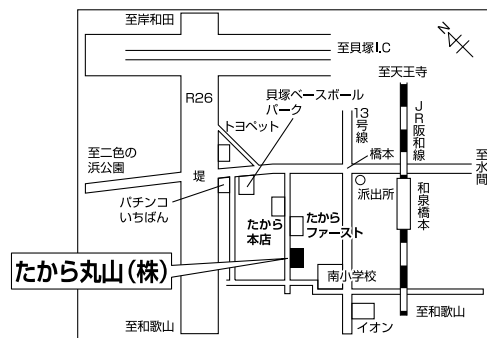 至岸和田
至貝塚I.C
至天王寺
貝塚ベースボール
パーク
R26
トヨペット
13号線
JR阪和線
橋本
至水間
至二色の
浜公園
堤
派出所
和泉橋本
パチンコ
いちばん
たから
本店
たから
ファースト
たから丸山(株)
南小学校
至和歌山
イオン
至和歌山